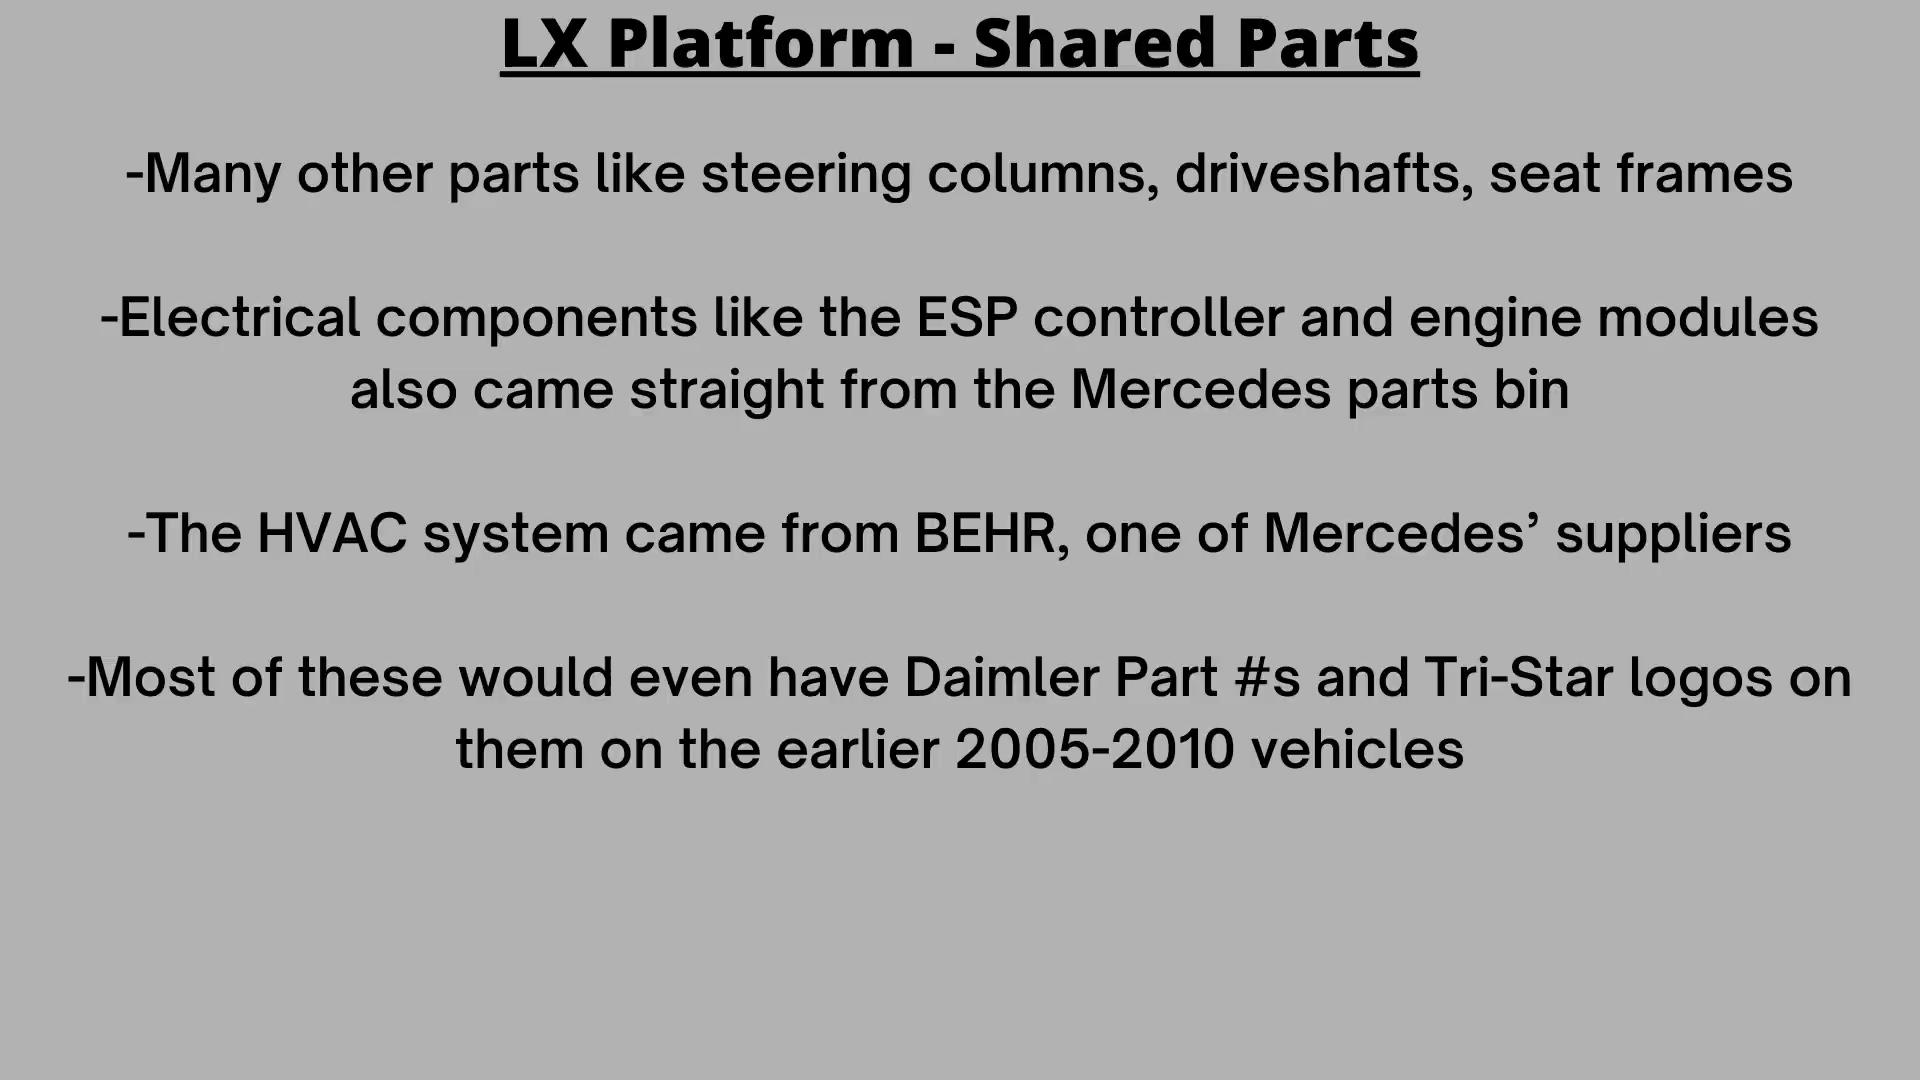 LX Platform - Shared Parts
-Many other parts like steering columns, driveshafts, seat frames
-Electrical components like the ESP controller and engine modules
also came straight from the Mercedes parts bin
-The HVAC system came from BEHR, one of Mercedes’ suppliers
-Most of these would even have Daimler Part #s and Tri-Star logos on
them on the earlier 2005-2010 vehicles